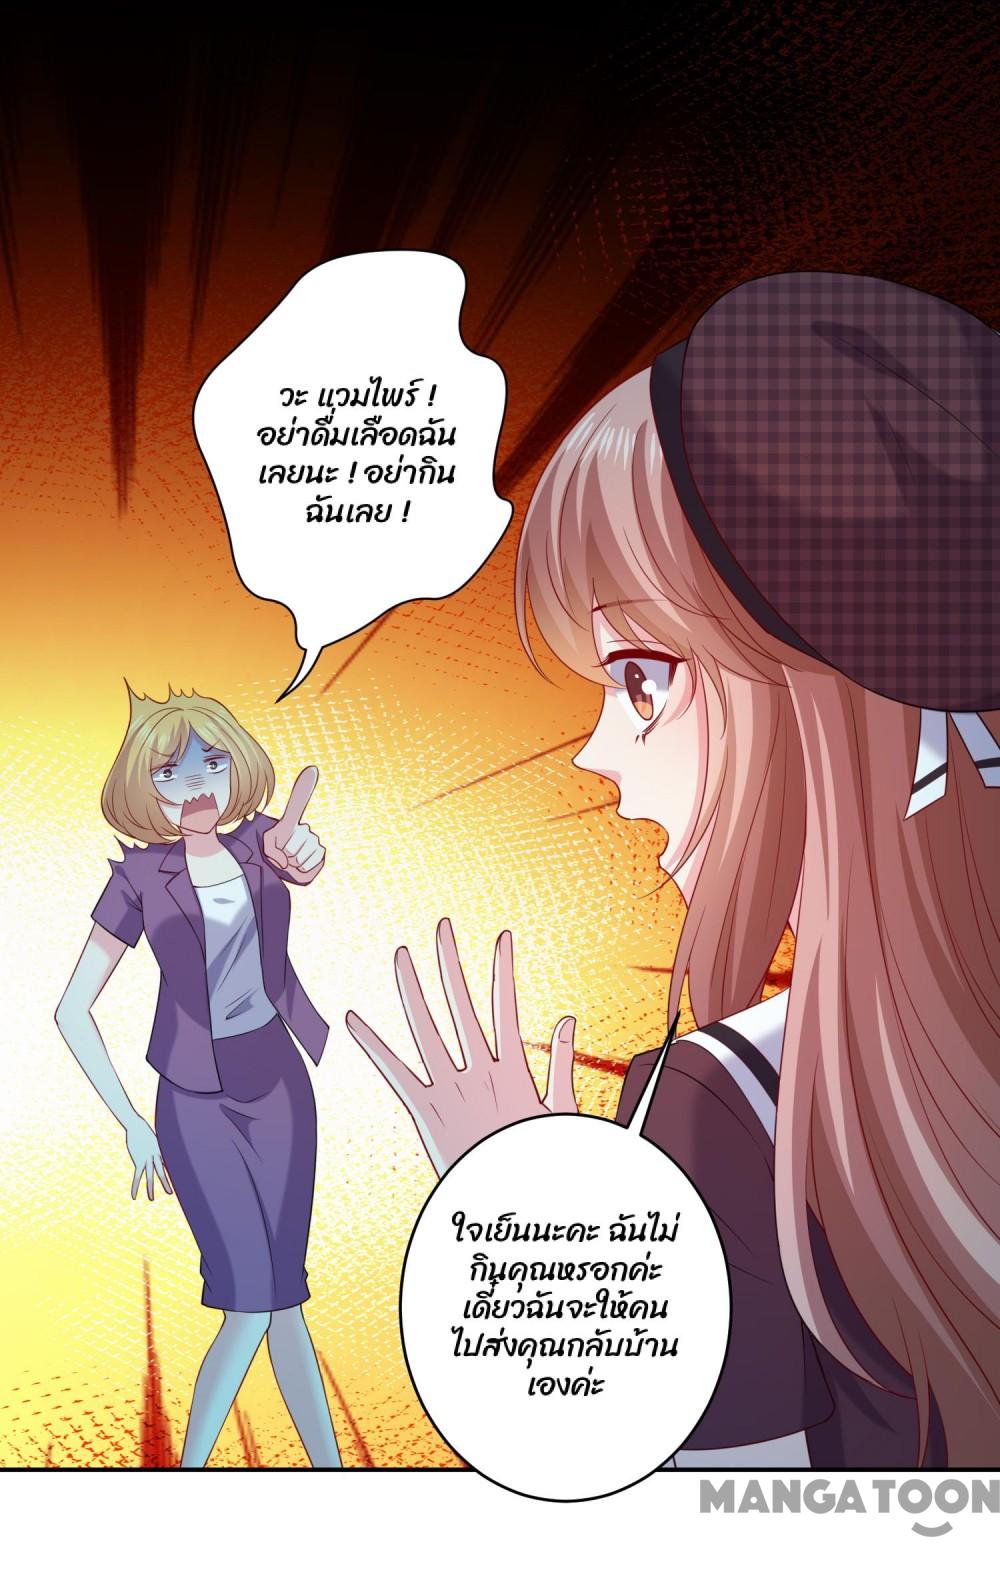 วะ แวมไพร์ !
อย่าดื่มเลือดฉัน
เลยนะ ! อย่ากิน
ฉันเลย !
ใจเย็นนะคะ ฉันไม่
กินคุณหรอกค่ะ
เดี๋ยวฉันจะให้คน
ไปส่งคุณกลับบ้าน
เองค่ะ
MANGATOON